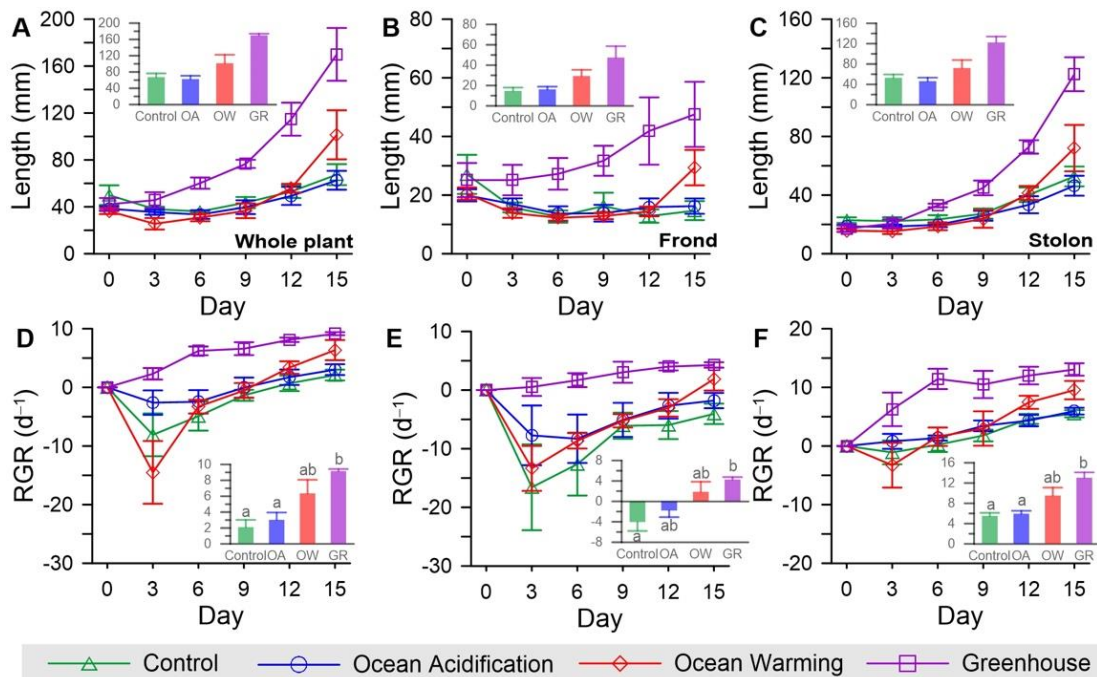 A
Length (mm)
200
160
120
80
40
0
200
160
120
80
40
0
Control OA OW GR
Whole plant
0 3 6 9 12 15
Day
B
Length (mm)
80
60
40
20
0
80
60
40
20
0
Control OA OW GR
Frond
0 3 6 9 12 15
Day
C
Length (mm)
160
120
80
40
0
160
120
80
40
0
Control OA OW GR
Stolon
0 3 6 9 12 15
Day
D
RGR (d⁻¹)
10
0
-10
-20
-30
10
8
6
4
2
0
a a ab b
Control OA OW GR
0 3 6 9 12 15
Day
E
RGR (d⁻¹)
10
0
-10
-20
-30
8
4
0
-4
-8
a ab ab b
Control OA OW GR
0 3 6 9 12 15
Day
F
RGR (d⁻¹)
20
10
0
-10
-20
16
12
8
4
0
a a ab b
Control OA OW GR
0 3 6 9 12 15
Day
Control Ocean Acidification Ocean Warming Greenhouse